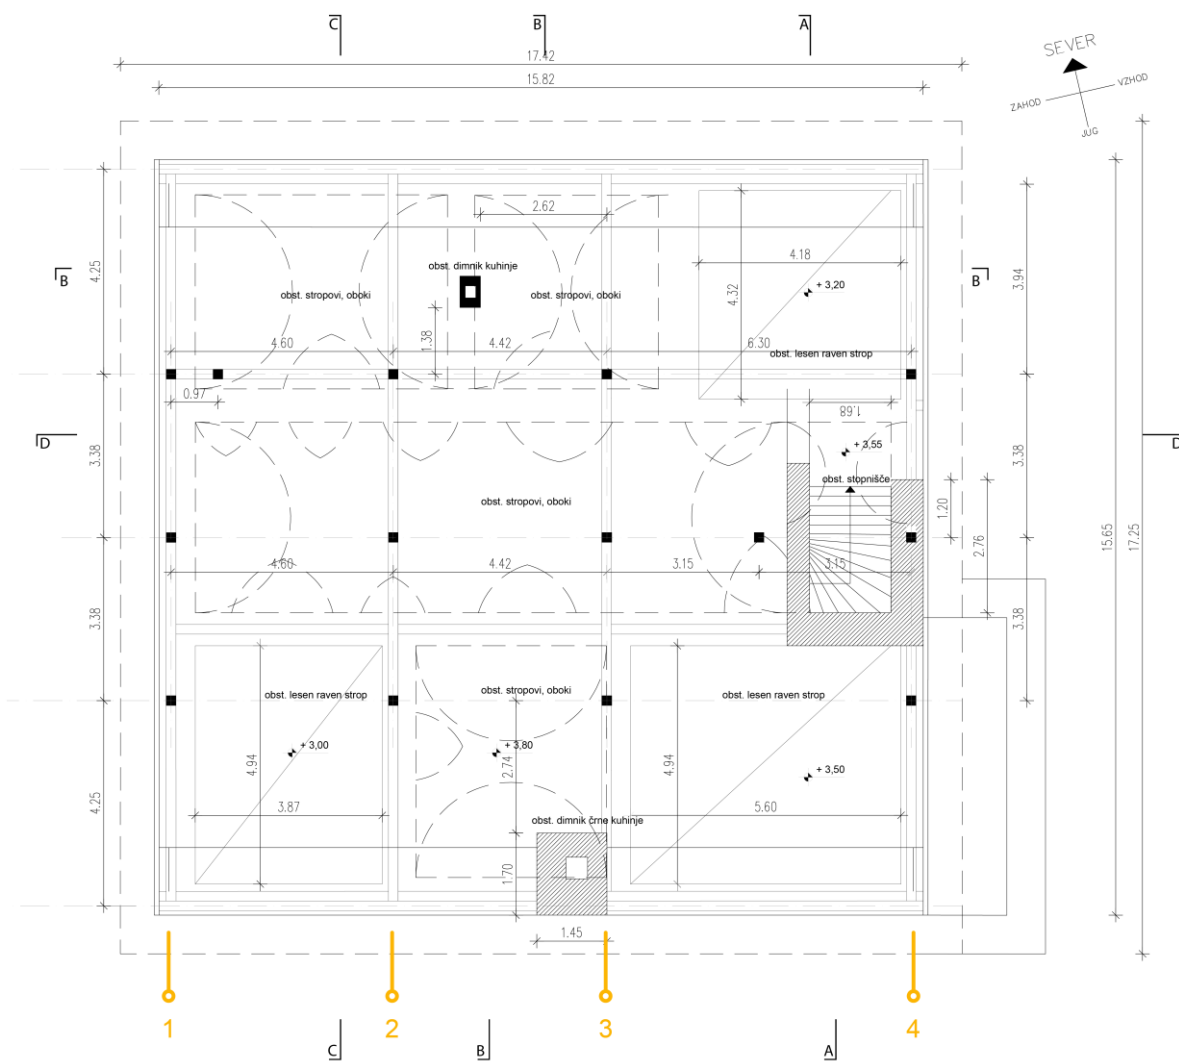 C
B
A
SEVER
ZAHOD
VZHOD
JUG
17.42
15.82
2.62
4.18
4.32
+ 3,20
obst. dimnik kuhinje
obst. stropovi, oboki
obst. stropovi, oboki
B
B
4.25
3.94
1.38
4.60
4.42
6.30
obst. lesen raven strop
0.97
1.68
D
D
3.38
3.38
+ 3,55
obst. stopnišče
obst. stropovi, oboki
1.20
2.76
15.65
17.25
4.60
4.42
3.15
3.15
3.38
3.38
obst. lesen raven strop
obst. stropovi, oboki
obst. lesen raven strop
+ 3,00
+ 3,80
+ 3,50
4.94
2.74
4.94
3.87
5.60
4.25
obst. dimnik črne kuhinje
1.70
1.45
1
2
3
4
C
B
A